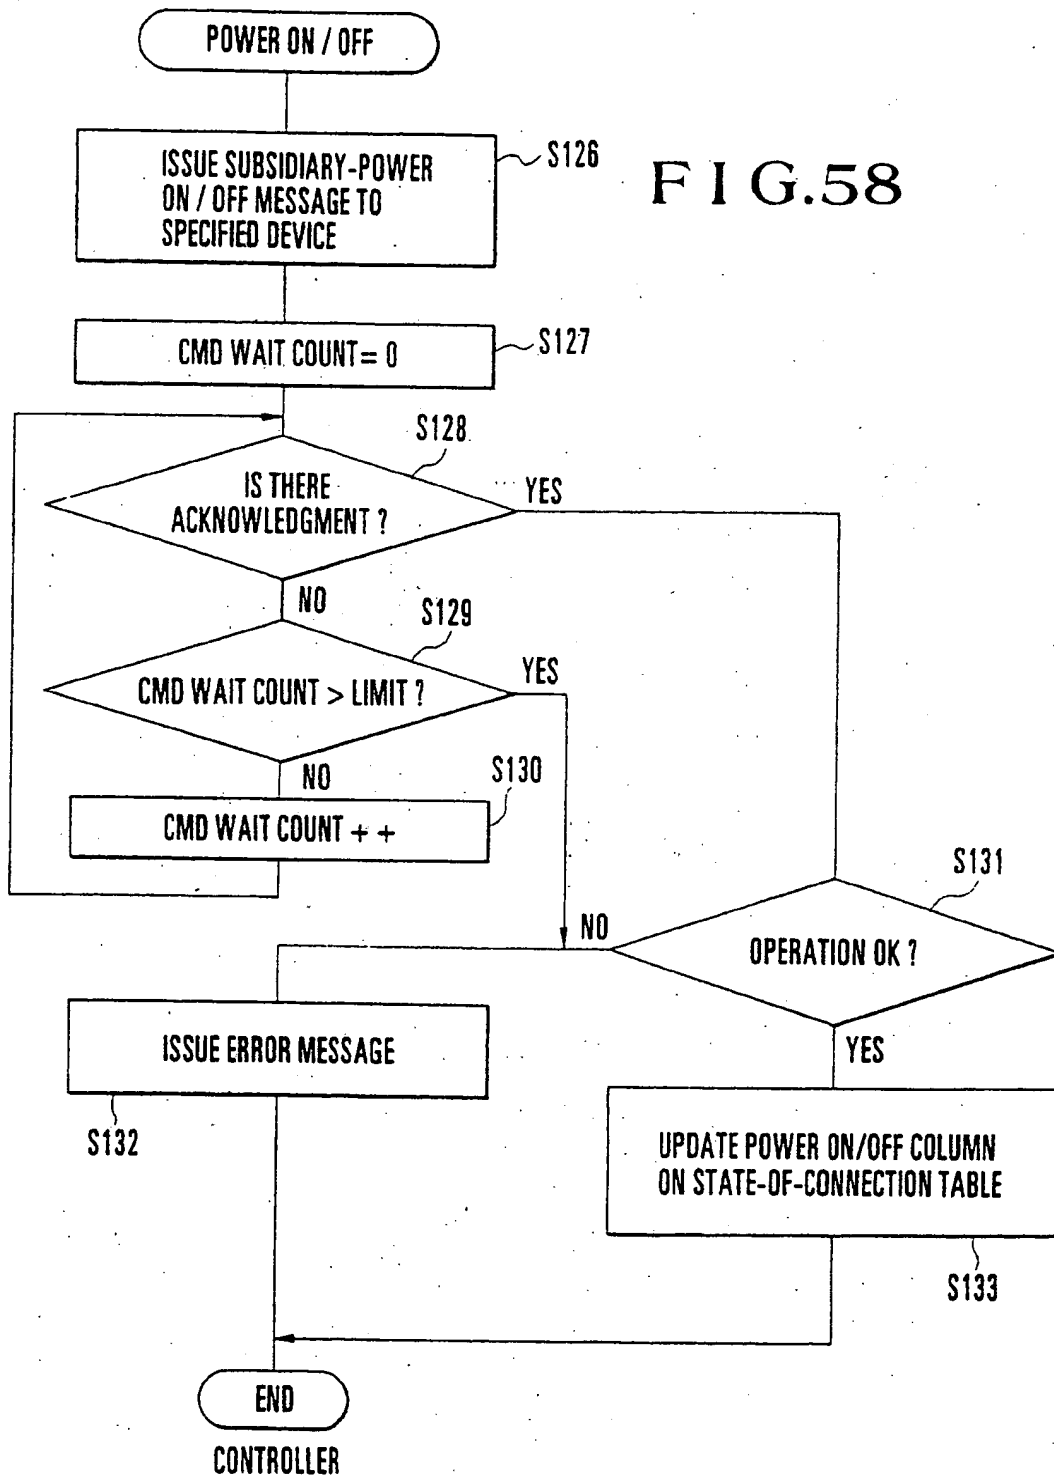 POWER ON / OFF
ISSUE SUBSIDIARY-POWER
ON / OFF MESSAGE TO
SPECIFIED DEVICE
S126
F I G.58
CMD WAIT COUNT= 0
S127
S128
IS THERE
ACKNOWLEDGMENT ?
YES
NO
S129
CMD WAIT COUNT > LIMIT ?
YES
NO
S130
CMD WAIT COUNT + +
S131
NO
OPERATION OK ?
YES
ISSUE ERROR MESSAGE
S132
UPDATE POWER ON/OFF COLUMN
ON STATE-OF-CONNECTION TABLE
S133
END
CONTROLLER